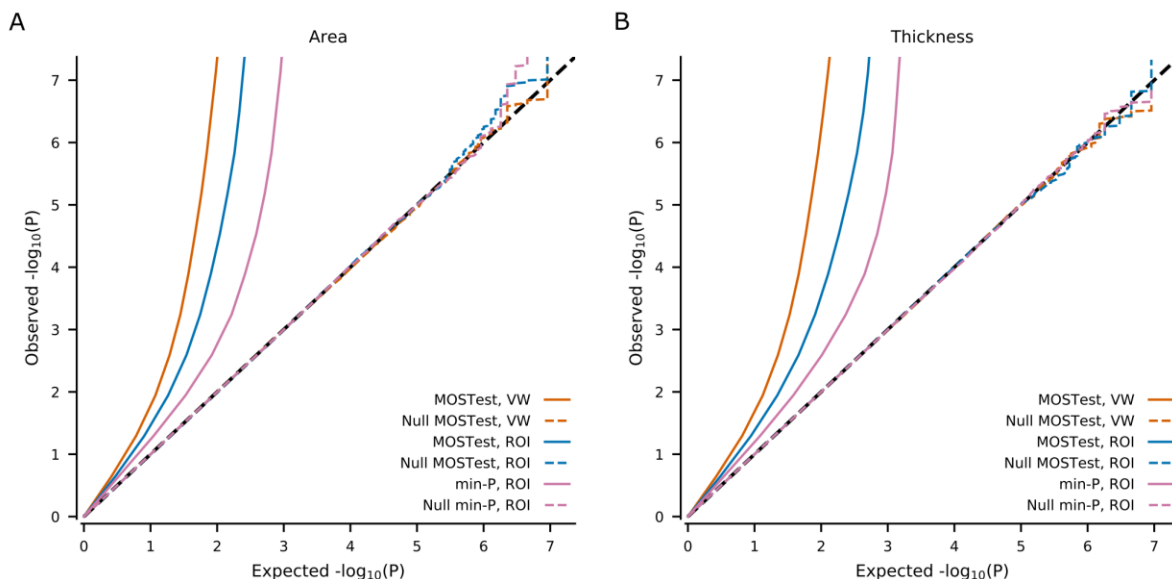 A
Area
Observed -log10(P)
7
6
5
4
3
2
1
0
0 1 2 3 4 5 6 7
Expected -log10(P)
MOSTest, VW
Null MOSTest, VW
MOSTest, ROI
Null MOSTest, ROI
min-P, ROI
Null min-P, ROI
B
Thickness
Observed -log10(P)
7
6
5
4
3
2
1
0
0 1 2 3 4 5 6 7
Expected -log10(P)
MOSTest, VW
Null MOSTest, VW
MOSTest, ROI
Null MOSTest, ROI
min-P, ROI
Null min-P, ROI